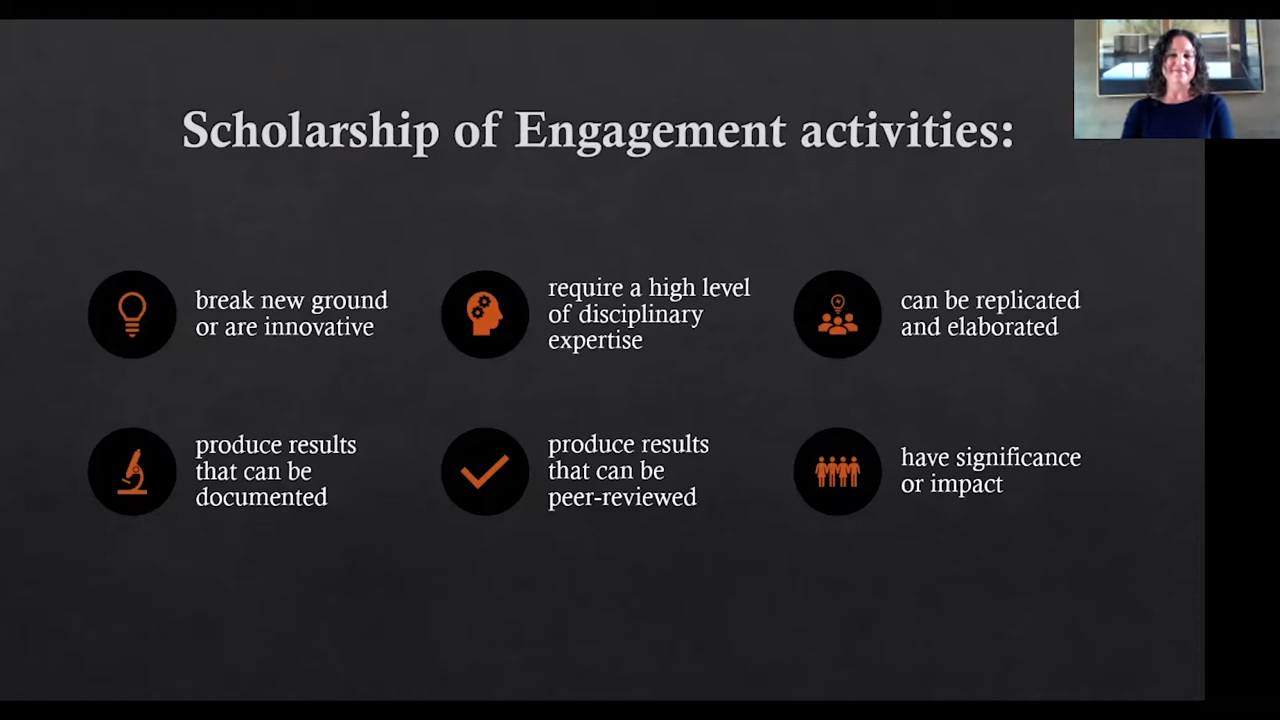 Scholarship of Engagement activities:
break new ground
or are innovative
require a high level
of disciplinary
expertise
can be replicated
and elaborated
produce results
that can be
documented
produce results
that can be
peer-reviewed
have significance
or impact